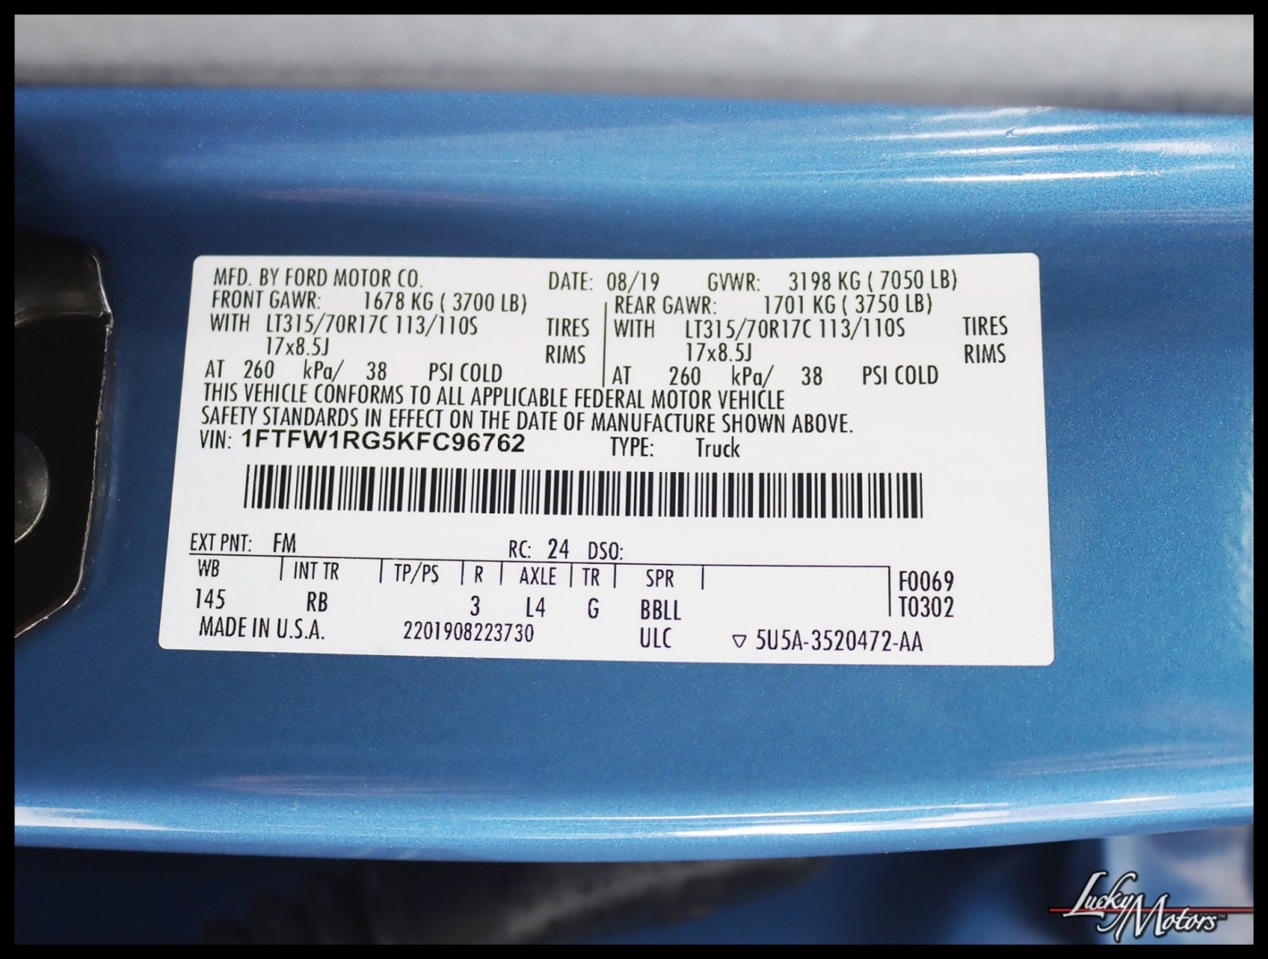 MFD. BY FORD MOTOR CO. DATE: 08/19 GVWR: 3198 KG ( 7050 LB)
FRONT GAWR: 1678 KG ( 3700 LB) REAR GAWR: 1701 KG ( 3750 LB)
WITH LT315/70R17C 113/110S TIRES WITH LT315/70R17C 113/110S TIRES
17x8.5J RIMS 17x8.5J RIMS
AT 260 kPa/ 38 PSI COLD AT 260 kPa/ 38 PSI COLD
THIS VEHICLE CONFORMS TO ALL APPLICABLE FEDERAL MOTOR VEHICLE
SAFETY STANDARDS IN EFFECT ON THE DATE OF MANUFACTURE SHOWN ABOVE.
VIN: 1FTFW1RG5KFC96762 TYPE: Truck
EXT PNT: FM RC: 24 DSO:
WB INT TR TP/PS R AXLE TR SPR F0069
145 RB 3 L4 G BBLL T0302
MADE IN U.S.A. 2201908223730 ULC ▽ 5U5A-3520472-AA
Lucky Motors™